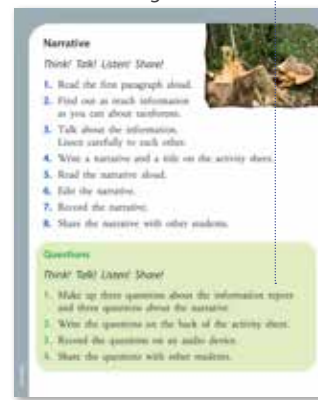 Narrative
Think! Talk! Listen! Share!
1. Read the first paragraph aloud.
2. Find out as much information
as you can about rainforests.
3. Talk about the information.
Listen carefully to each other.
4. Write a narrative and a title on the activity sheet.
5. Read the narrative aloud.
6. Edit the narrative.
7. Record the narrative.
8. Share the narrative with other students.
Questions
Think! Talk! Listen! Share!
1. Make up three questions about the information report
and three questions about the narrative.
2. Write the questions on the back of the activity sheet.
3. Record the questions on an audio device.
4. Share the questions with other students.